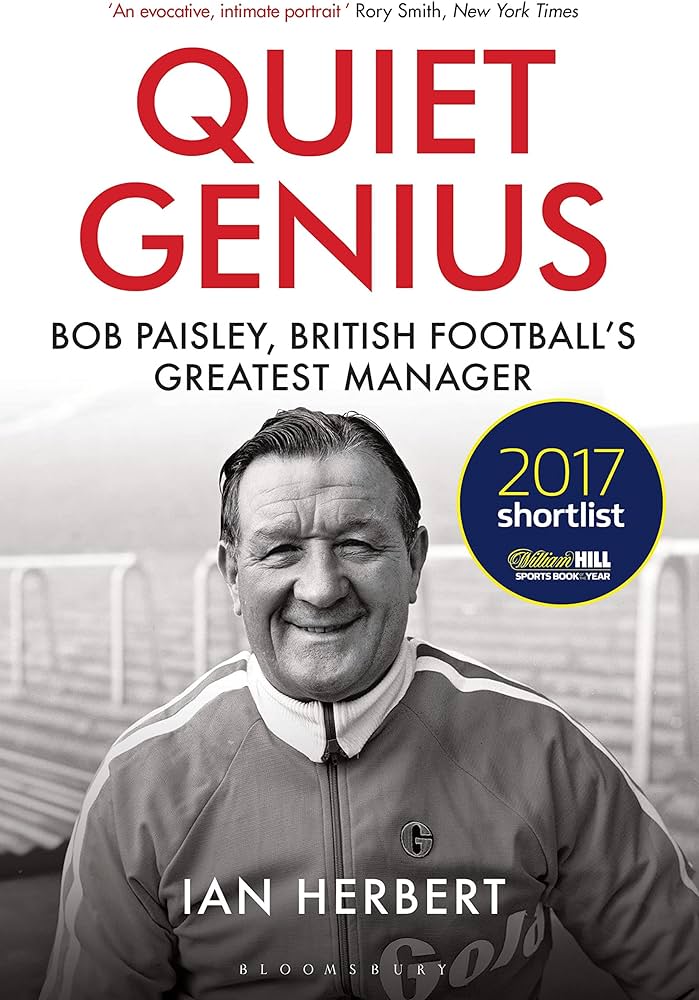 'An evocative, intimate portrait' Rory Smith, New York Times
QUIET
GENIUS
BOB PAISLEY, BRITISH FOOTBALL'S
GREATEST MANAGER
2017
shortlist
William HILL
SPORTS BOOK OF THE YEAR
G
IAN HERBERT
Gola
BLOOMSBURY